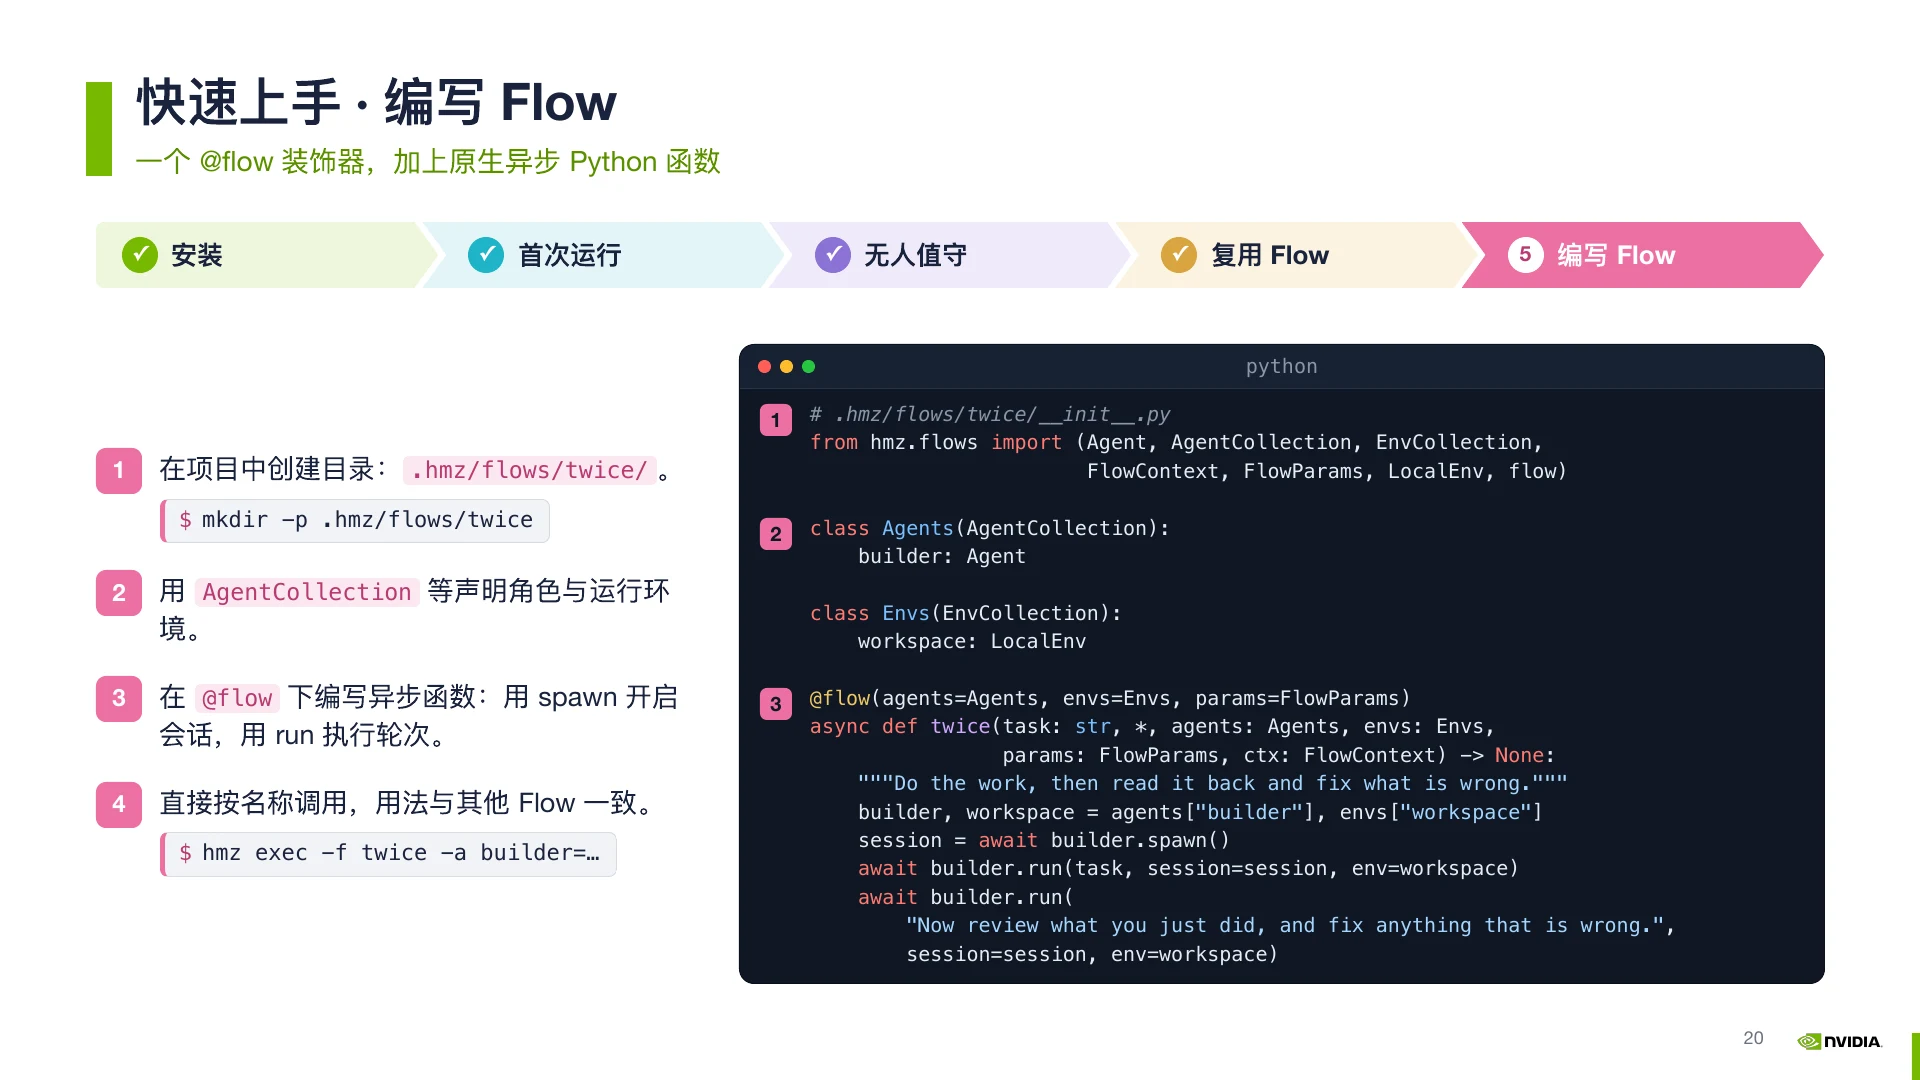 快速上手 · 编写 Flow
一个 @flow 装饰器，加上原生异步 Python 函数
✓ 安装
✓ 首次运行
✓ 无人值守
✓ 复用 Flow
5 编写 Flow
1 在项目中创建目录： .hmz/flows/twice/ 。
$ mkdir -p .hmz/flows/twice
2 用 AgentCollection 等声明角色与运行环
境。
3 在 @flow 下编写异步函数：用 spawn 开启
会话，用 run 执行轮次。
4 直接按名称调用，用法与其他 Flow 一致。
$ hmz exec -f twice -a builder=…
python
1 # .hmz/flows/twice/__init__.py
from hmz.flows import (Agent, AgentCollection, EnvCollection,
                       FlowContext, FlowParams, LocalEnv, flow)
2 class Agents(AgentCollection):
    builder: Agent
class Envs(EnvCollection):
    workspace: LocalEnv
3 @flow(agents=Agents, envs=Envs, params=FlowParams)
async def twice(task: str, *, agents: Agents, envs: Envs,
                params: FlowParams, ctx: FlowContext) -> None:
    """Do the work, then read it back and fix what is wrong."""
    builder, workspace = agents["builder"], envs["workspace"]
    session = await builder.spawn()
    await builder.run(task, session=session, env=workspace)
    await builder.run(
        "Now review what you just did, and fix anything that is wrong.",
        session=session, env=workspace)
20
NVIDIA